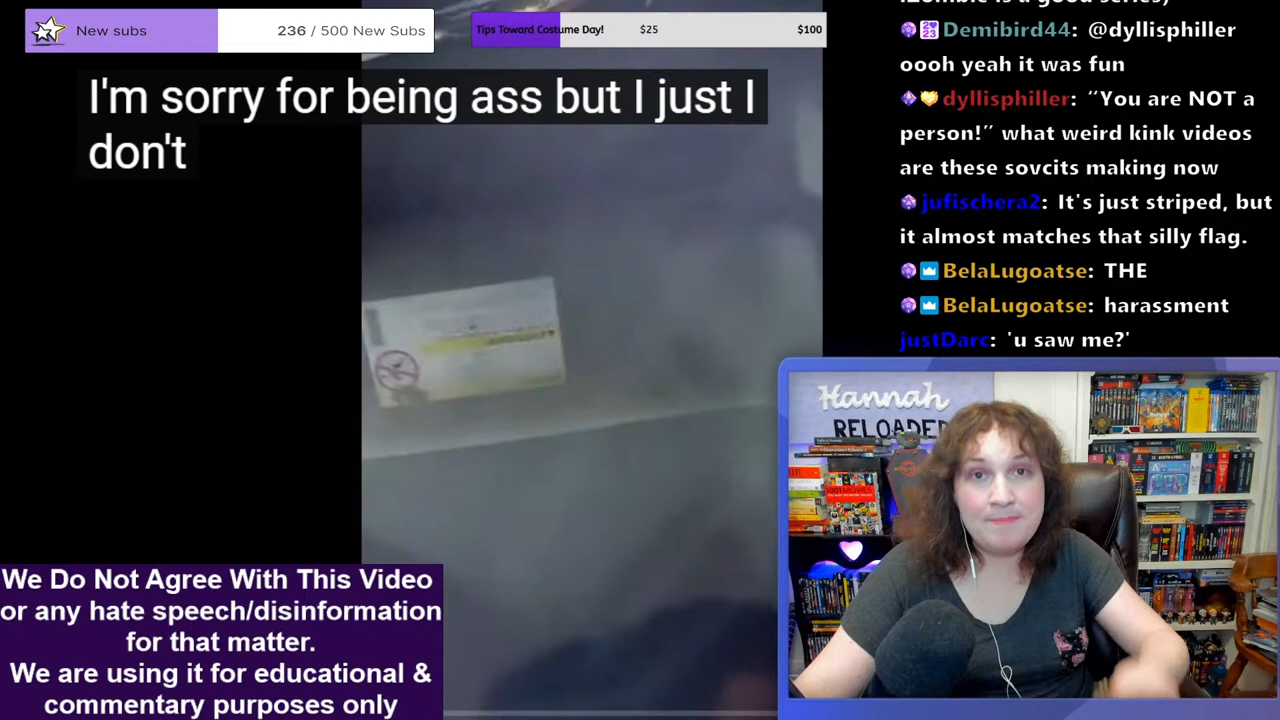 New subs
236 / 500 New Subs
Tips Toward Costume Day!
$25
$100
I'm sorry for being ass but I just I
don't
Demibird44: @dyllisphiller
oooh yeah it was fun
dyllisphiller: “You are NOT a
person!” what weird kink videos
are these sovcits making now
jufischera2: It's just striped, but
it almost matches that silly flag.
BelaLugoatse: THE
BelaLugoatse: harassment
justDarc: 'u saw me?'
Hannah
RELOADED
We Do Not Agree With This Video
or any hate speech/disinformation
for that matter.
We are using it for educational &
commentary purposes only